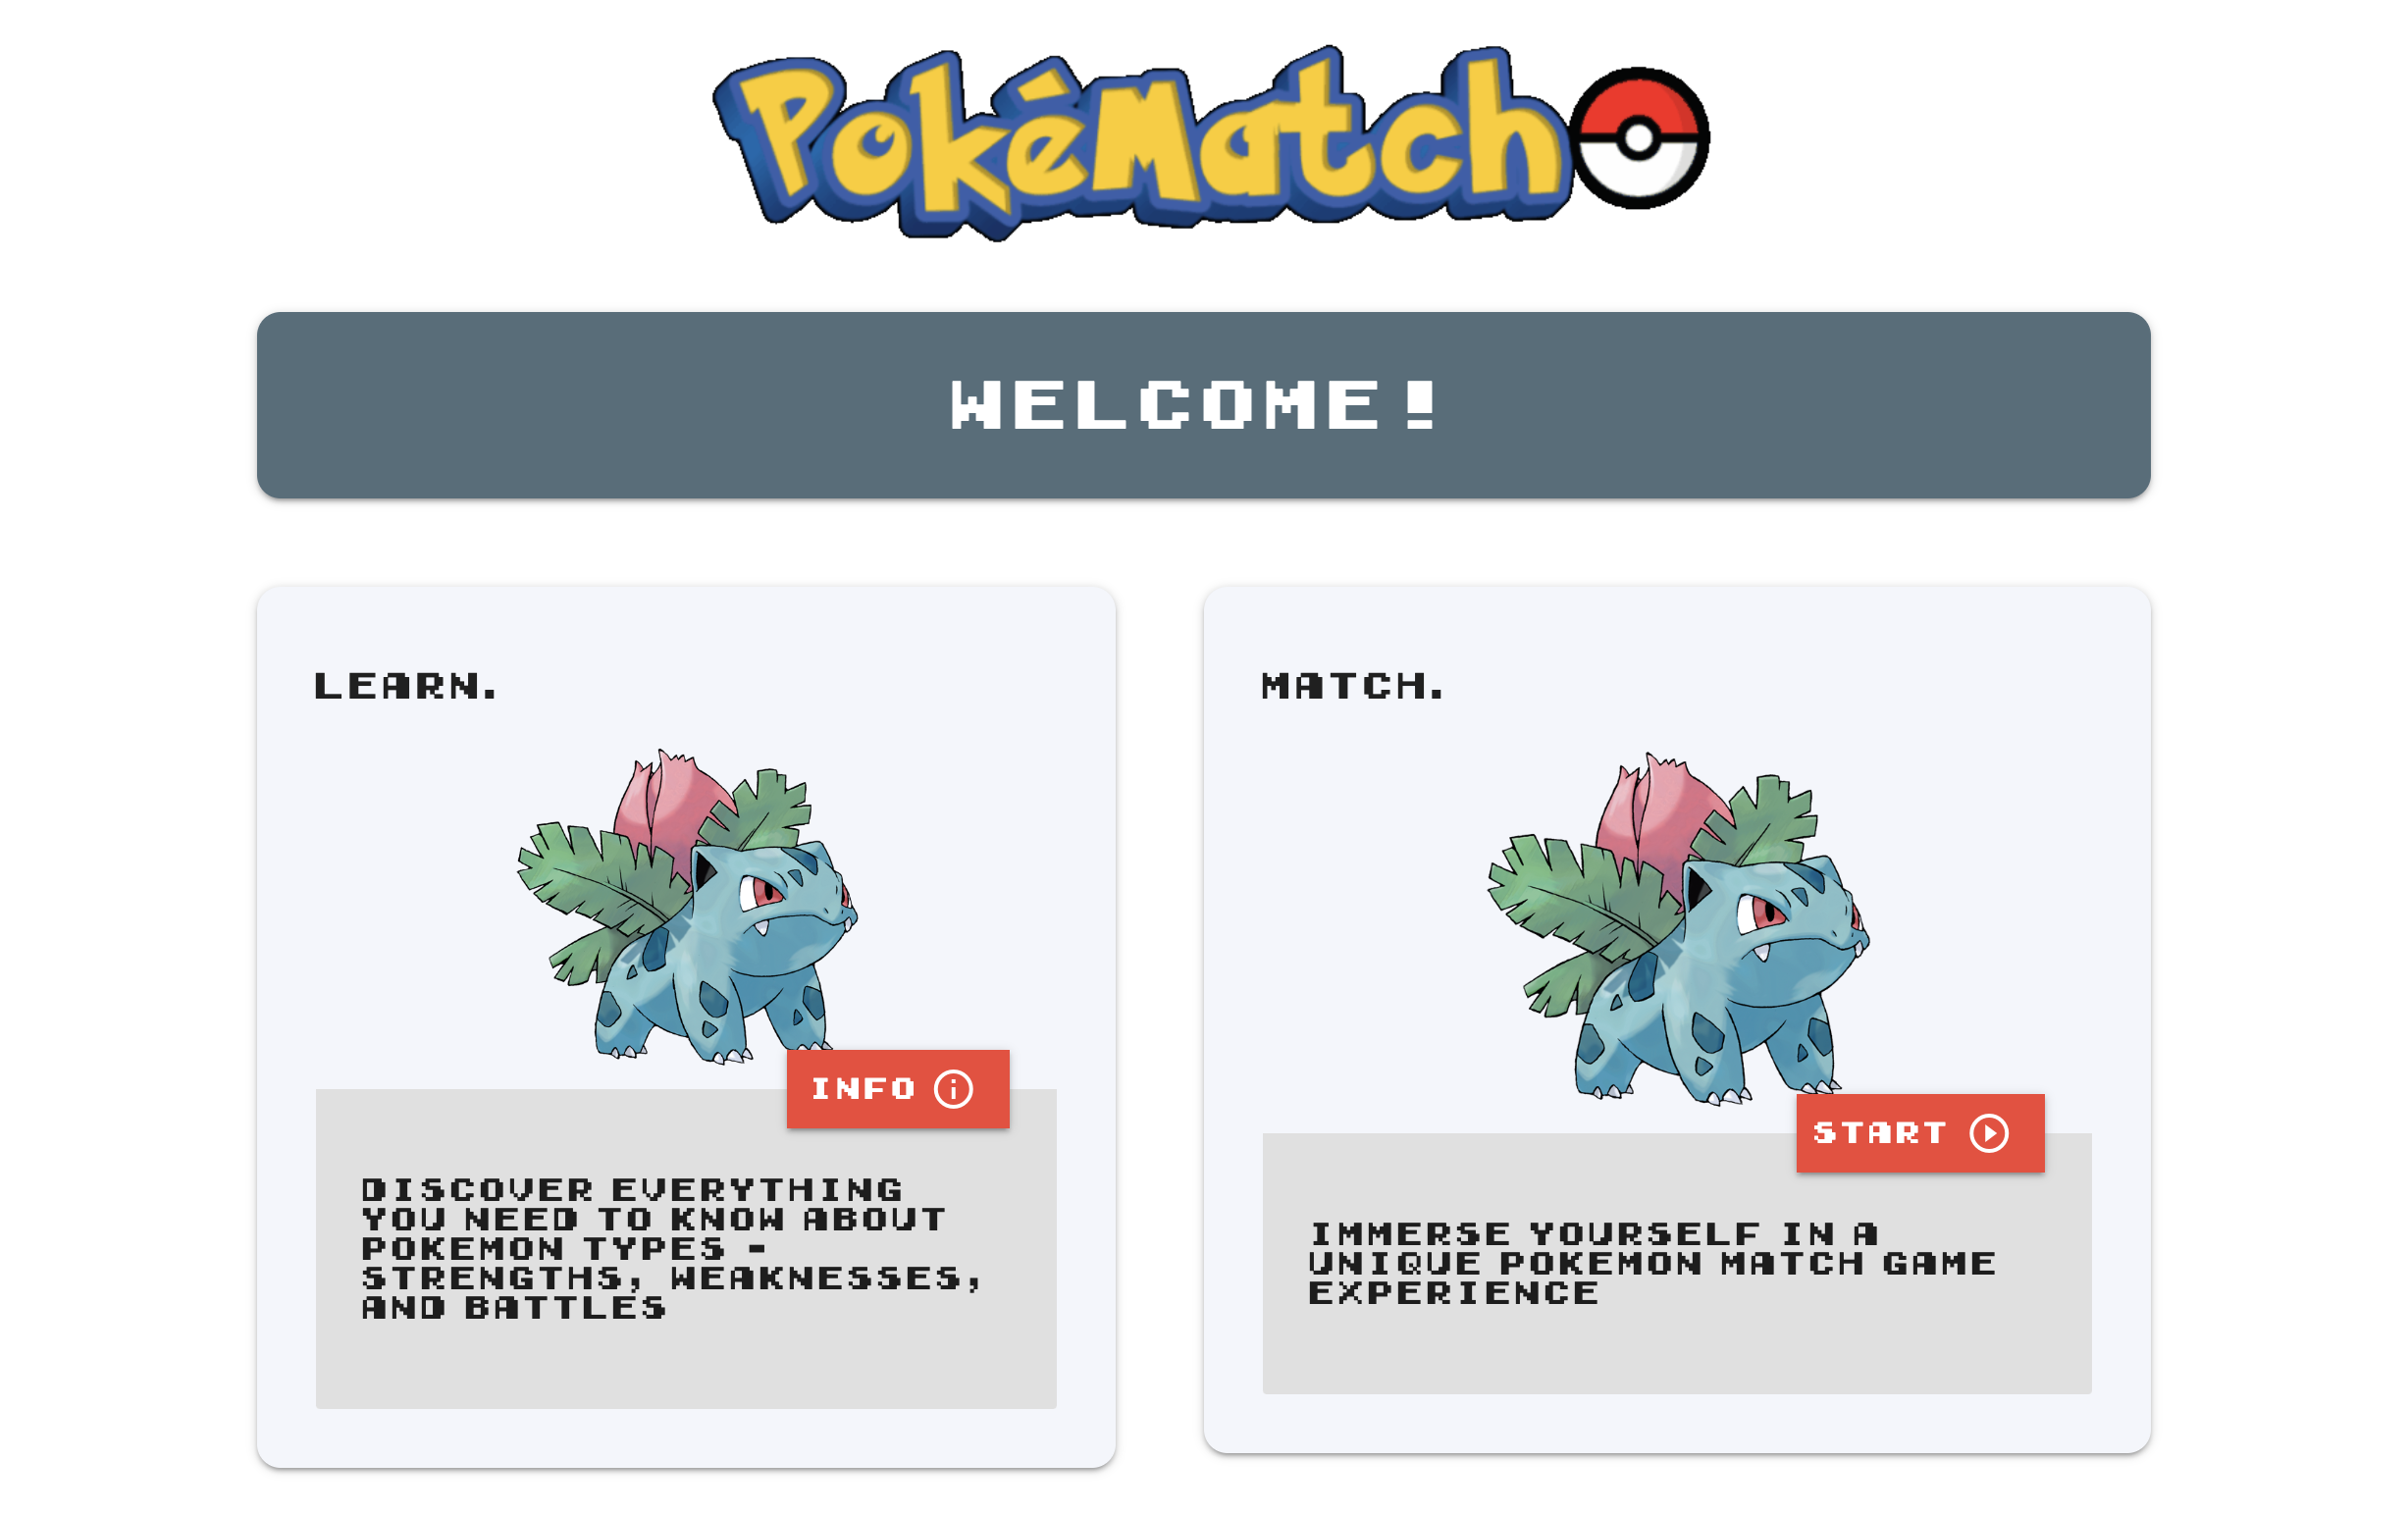 PokéMatch
WELCOME!
LEARN.
INFO
DISCOVER EVERYTHING
YOU NEED TO KNOW ABOUT
POKEMON TYPES -
STRENGTHS, WEAKNESSES,
AND BATTLES
MATCH.
START
IMMERSE YOURSELF IN A
UNIQUE POKEMON MATCH GAME
EXPERIENCE